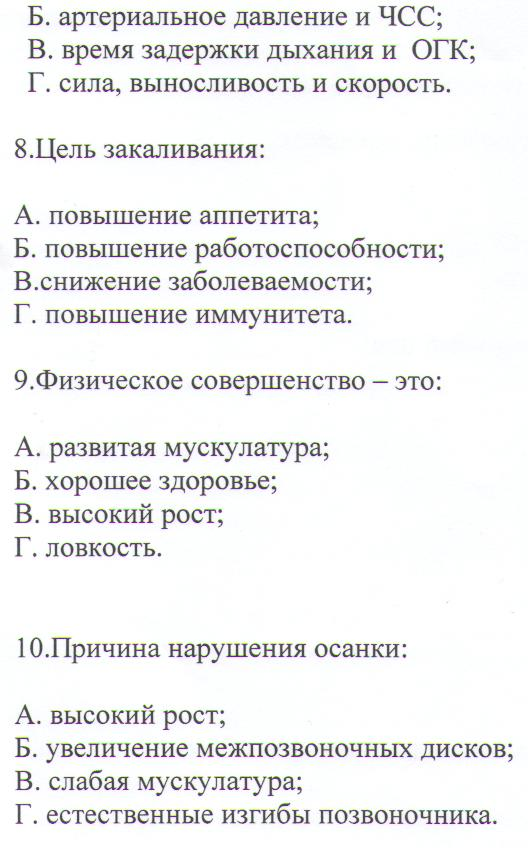 Б. артериальное давление и ЧСС;
В. время задержки дыхания и ОГК;
Г. сила, выносливость и скорость.
8.Цель закаливания:
А. повышение аппетита;
Б. повышение работоспособности;
В.снижение заболеваемости;
Г. повышение иммунитета.
9.Физическое совершенство – это:
А. развитая мускулатура;
Б. хорошее здоровье;
В. высокий рост;
Г. ловкость.
10.Причина нарушения осанки:
А. высокий рост;
Б. увеличение межпозвоночных дисков;
В. слабая мускулатура;
Г. естественные изгибы позвоночника.